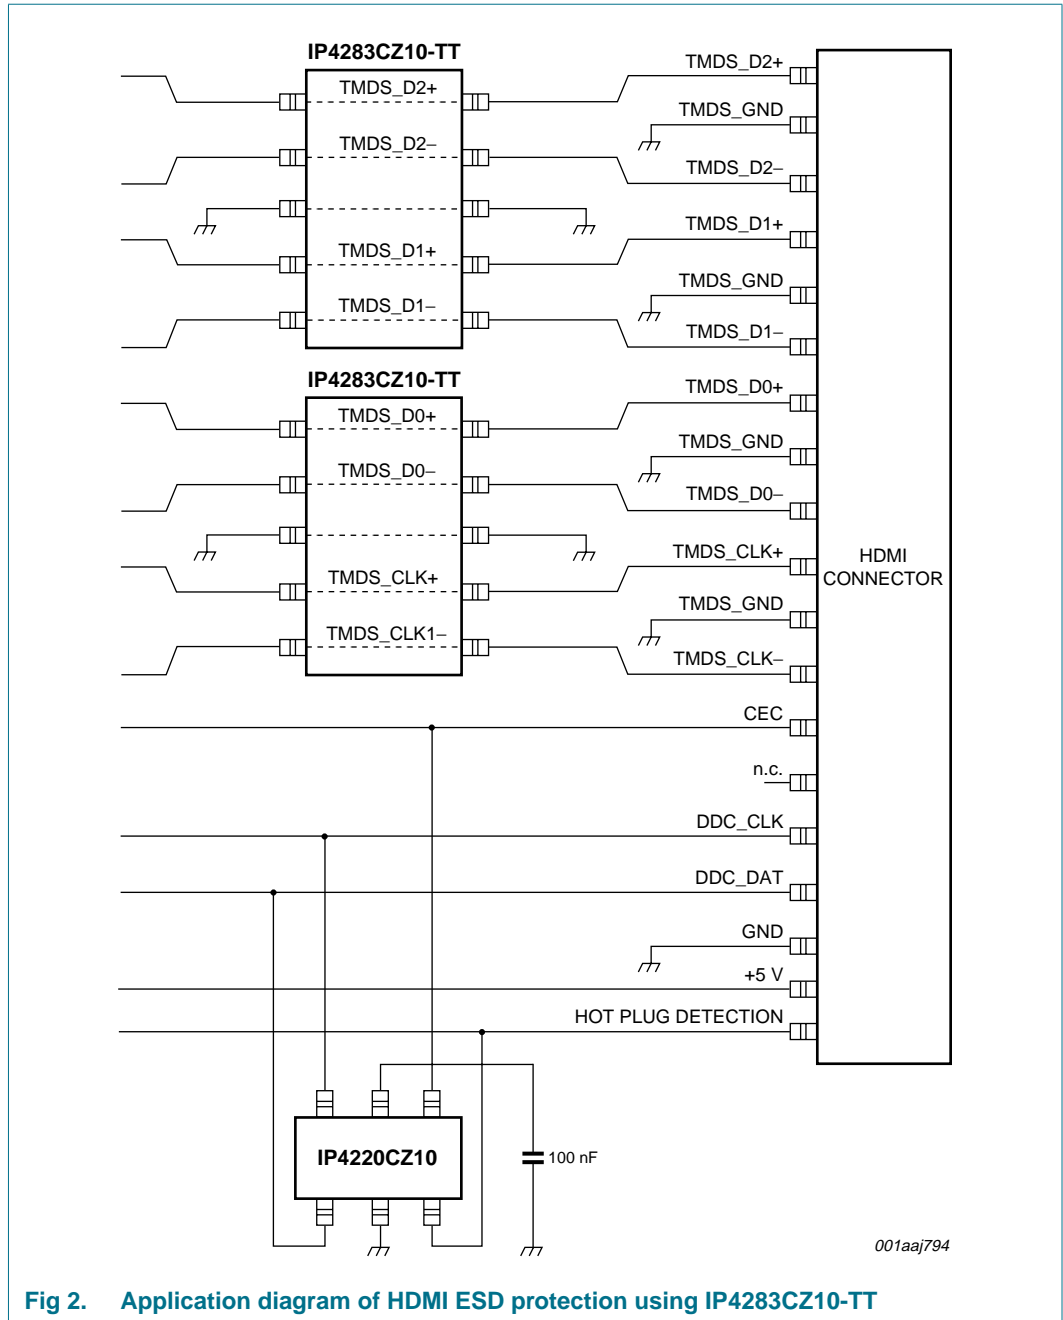 IP4283CZ10-TT
TMDS_D2+
TMDS_D2−
TMDS_D1+
TMDS_D1−
IP4283CZ10-TT
TMDS_D0+
TMDS_D0−
TMDS_CLK+
TMDS_CLK1−
TMDS_D2+
TMDS_GND
TMDS_D2−
TMDS_D1+
TMDS_GND
TMDS_D1−
TMDS_D0+
TMDS_GND
TMDS_D0−
TMDS_CLK+
TMDS_GND
TMDS_CLK−
CEC
n.c.
DDC_CLK
DDC_DAT
GND
+5 V
HOT PLUG DETECTION
HDMI
CONNECTOR
IP4220CZ10
100 nF
001aaj794
Fig 2. Application diagram of HDMI ESD protection using IP4283CZ10-TT